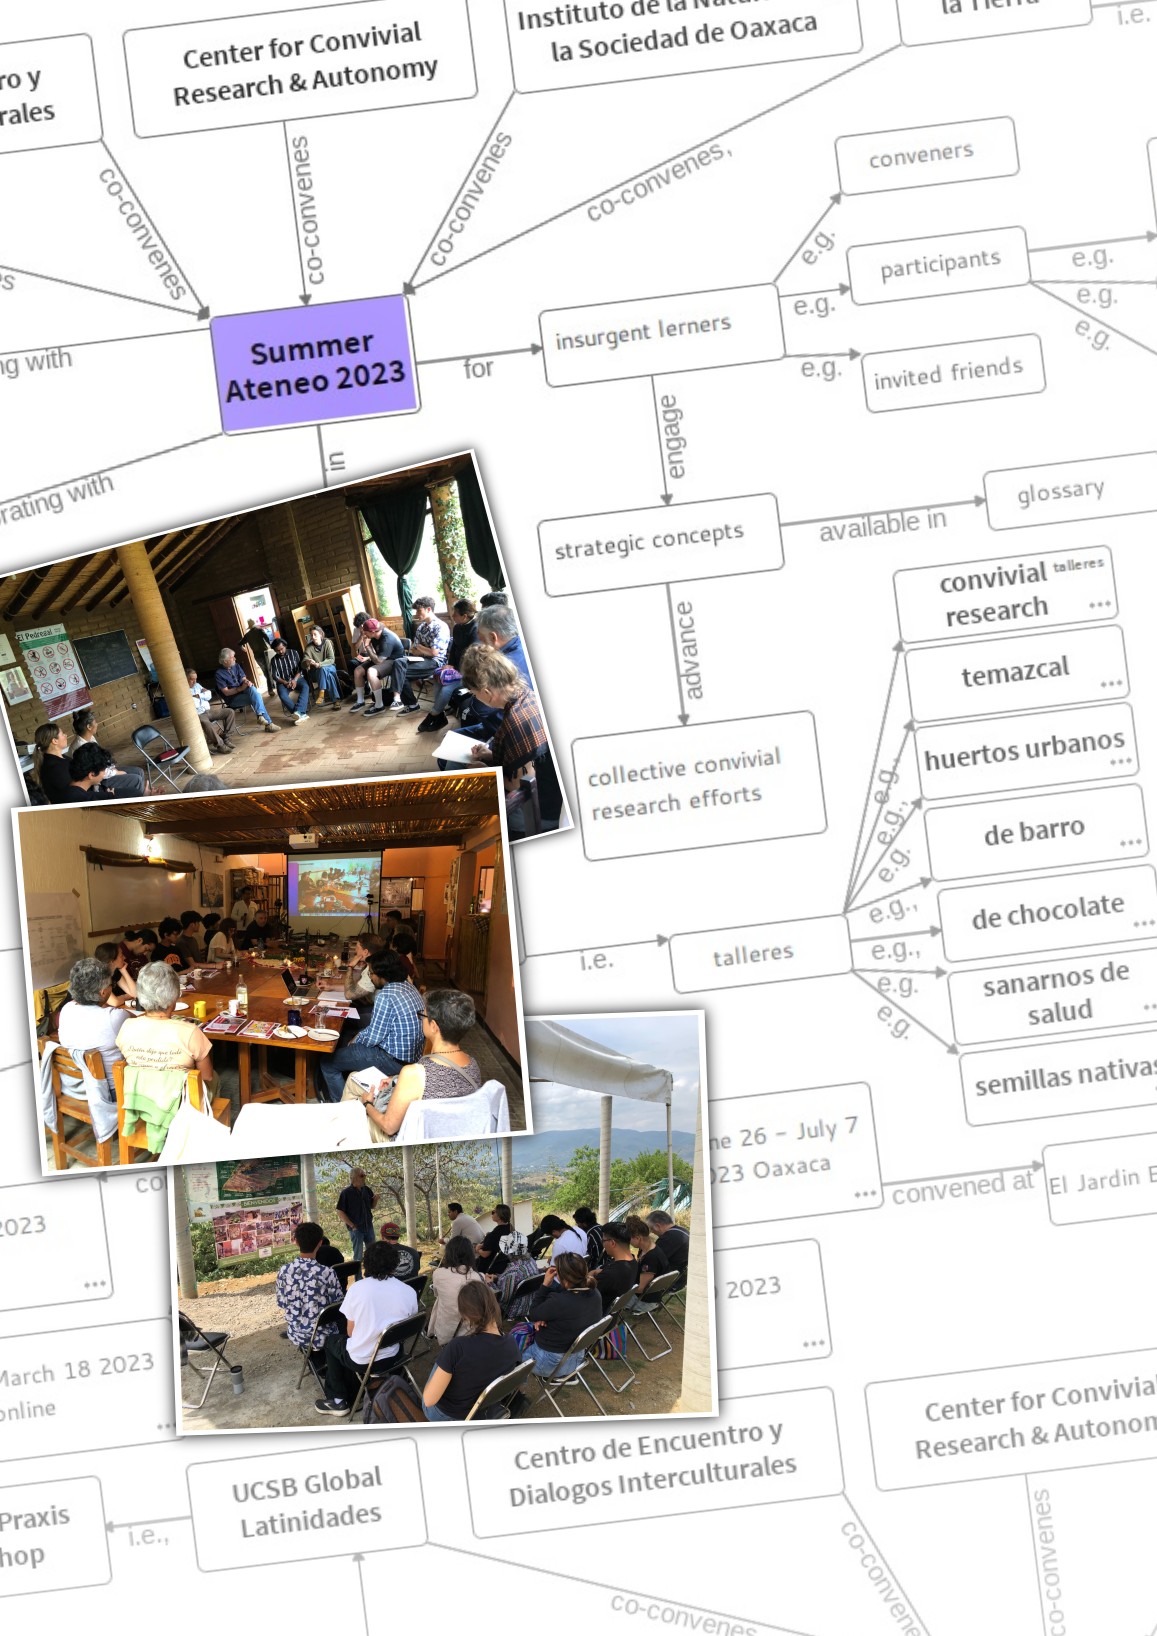 Instituto de la
la Sociedad de Oaxaca
la Tierra
i.e.
Center for Convivial
Research & Autonomy
ro y
rales
co-convenes
co-convenes
co-convenes
co-convenes,
conveners
e.g.
participants
e.g.
e.g.
e.g.
e.g.
insurgent lerners
e.g.
invited friends
Summer
Ateneo 2023
for
ng with
in
rating with
engage
strategic concepts
available in
glossary
advance
collective convivial
research efforts
convivial talleres
research
...
temazcal
...
huertos urbanos
...
de barro
...
de chocolate
...
sanarnos de
salud
semillas nativas
e.g.,
e.g.,
e.g.
e.g.,
e.g.,
e.g.
e.g.
i.e.
talleres
El Pedregal
ne 26 – July 7
023 Oaxaca
...
convened at
El Jardin E
co
2023
...
2023
...
March 18 2023
online
UCSB Global
Latinidades
Centro de Encuentro y
Dialogos Interculturales
Center for Convivial
Research & Autonom
Praxis
hop
i.e.,
co-convenes
co-convene
co-convenes